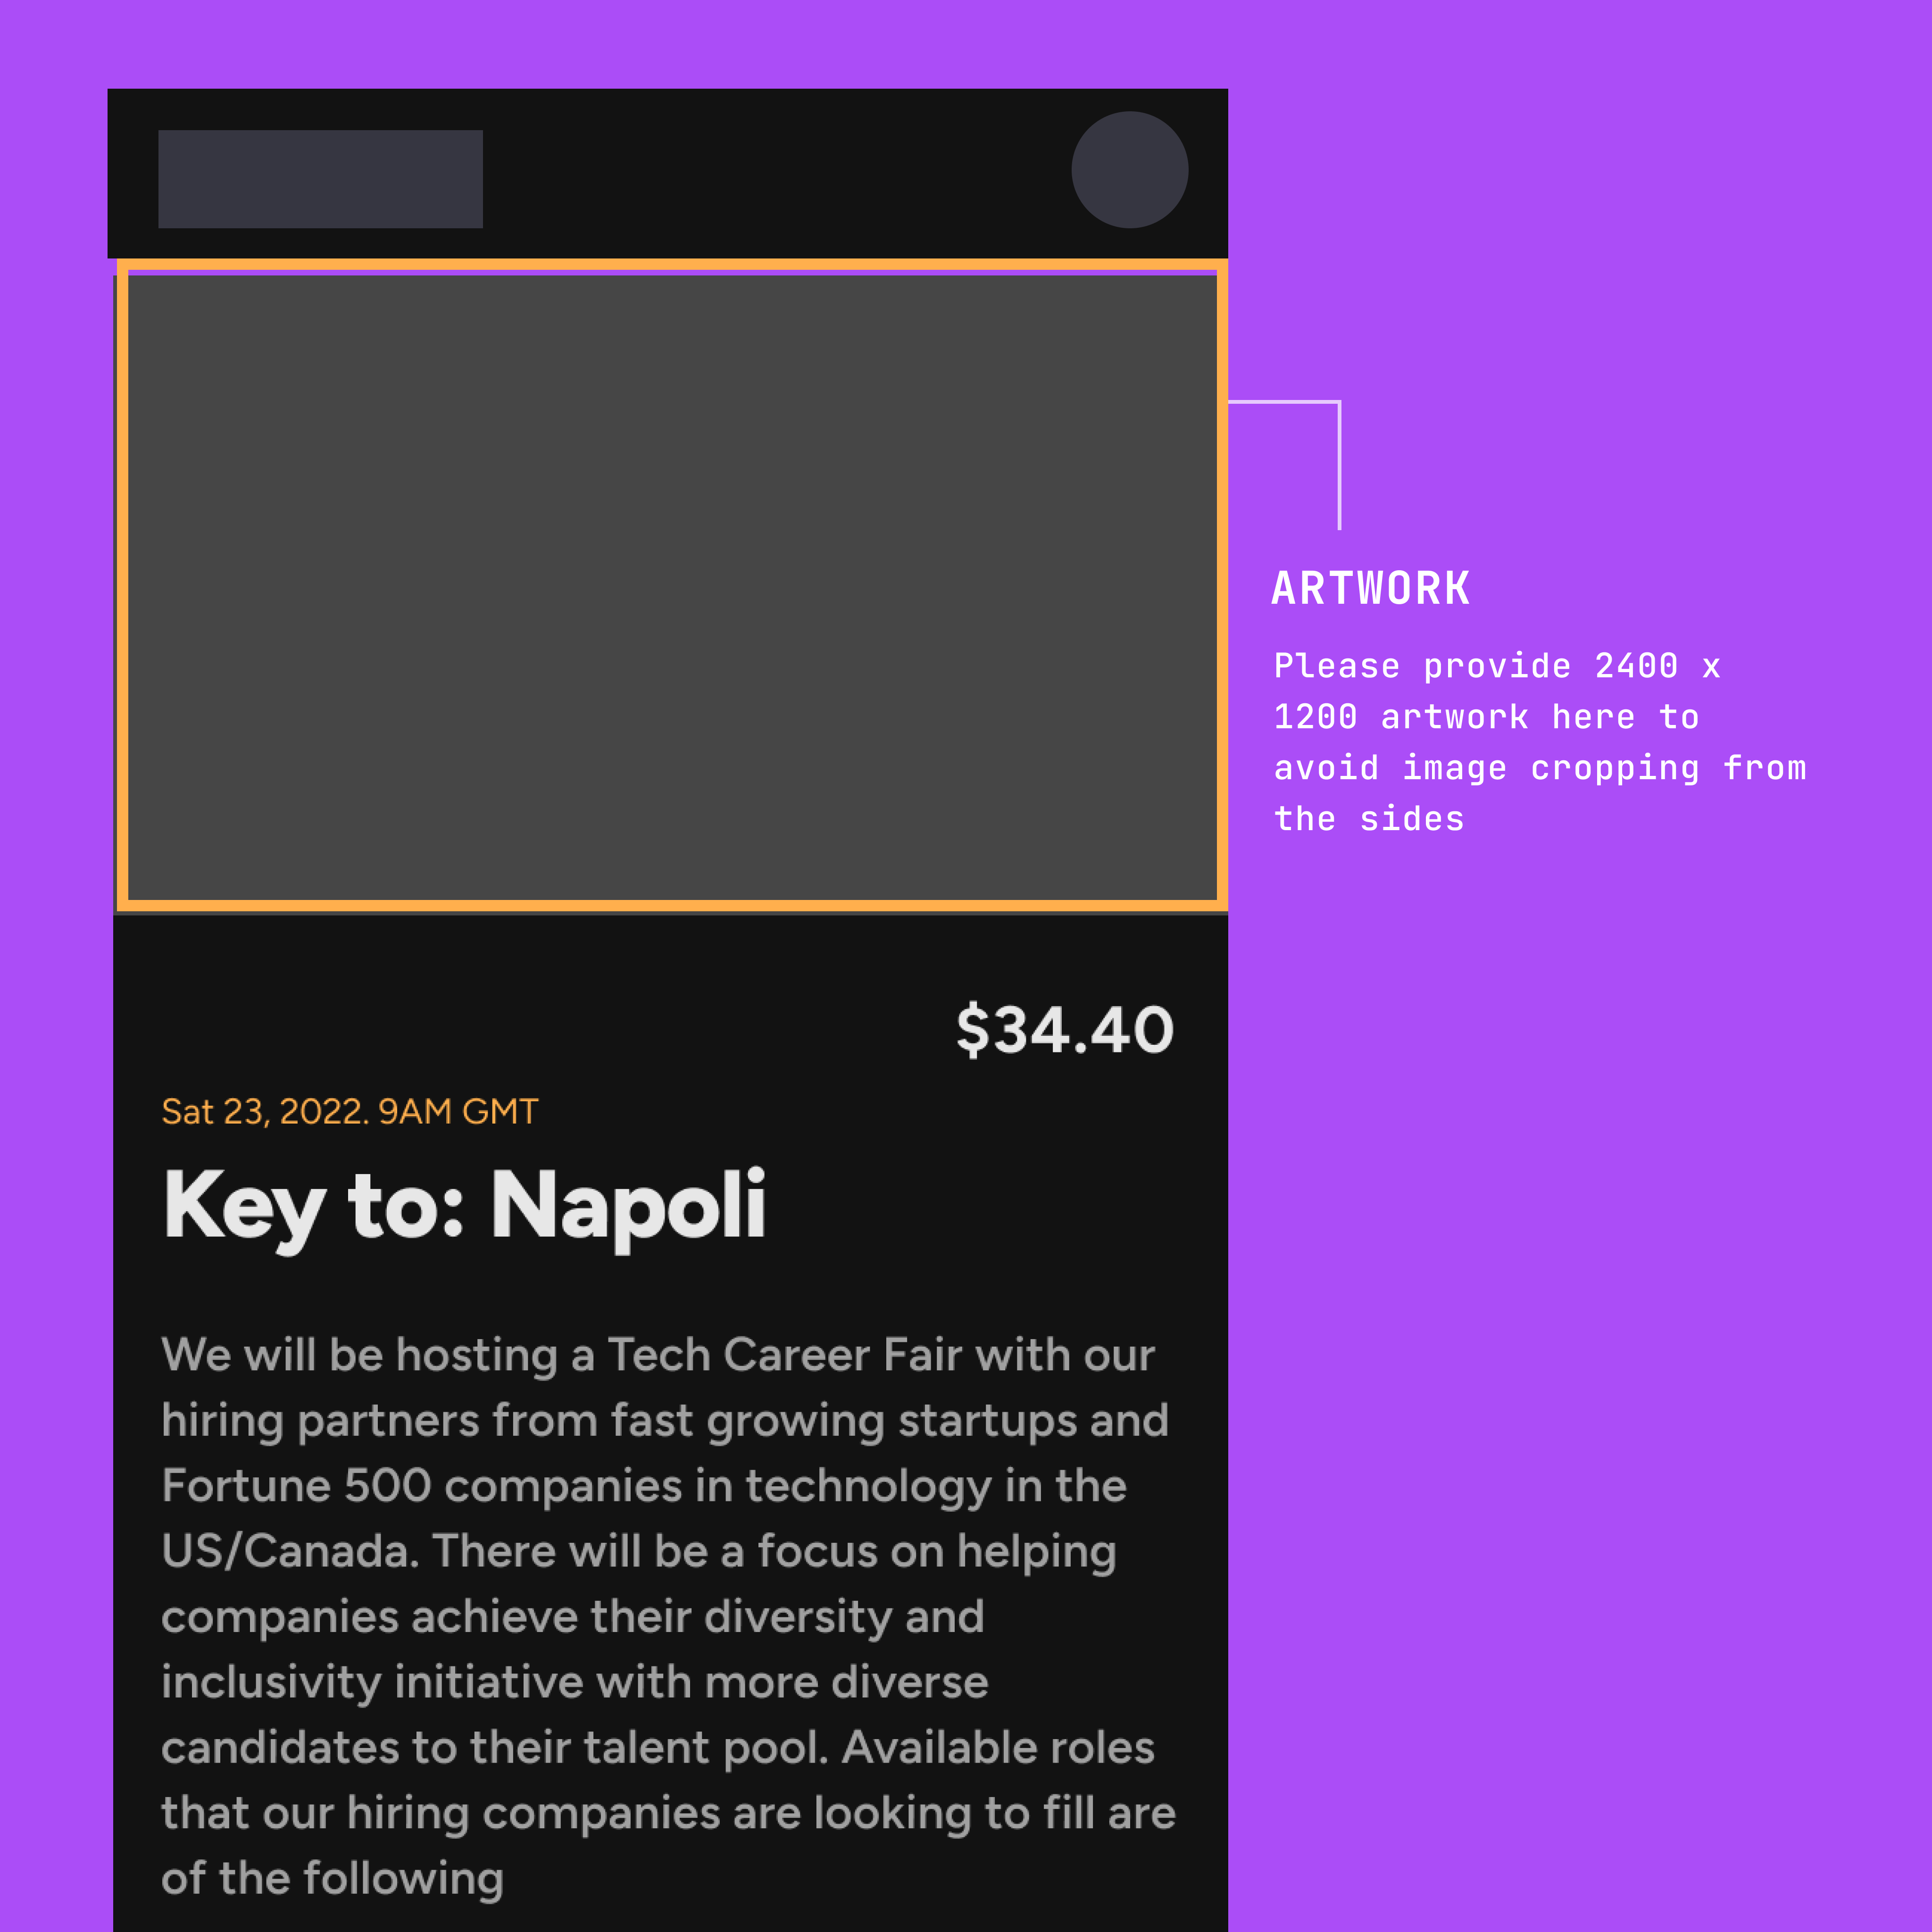 ARTWORK
Please provide 2400 x
1200 artwork here to
avoid image cropping from
the sides
$34.40
Sat 23, 2022. 9AM GMT
Key to: Napoli
We will be hosting a Tech Career Fair with our
hiring partners from fast growing startups and
Fortune 500 companies in technology in the
US/Canada. There will be a focus on helping
companies achieve their diversity and
inclusivity initiative with more diverse
candidates to their talent pool. Available roles
that our hiring companies are looking to fill are
of the following